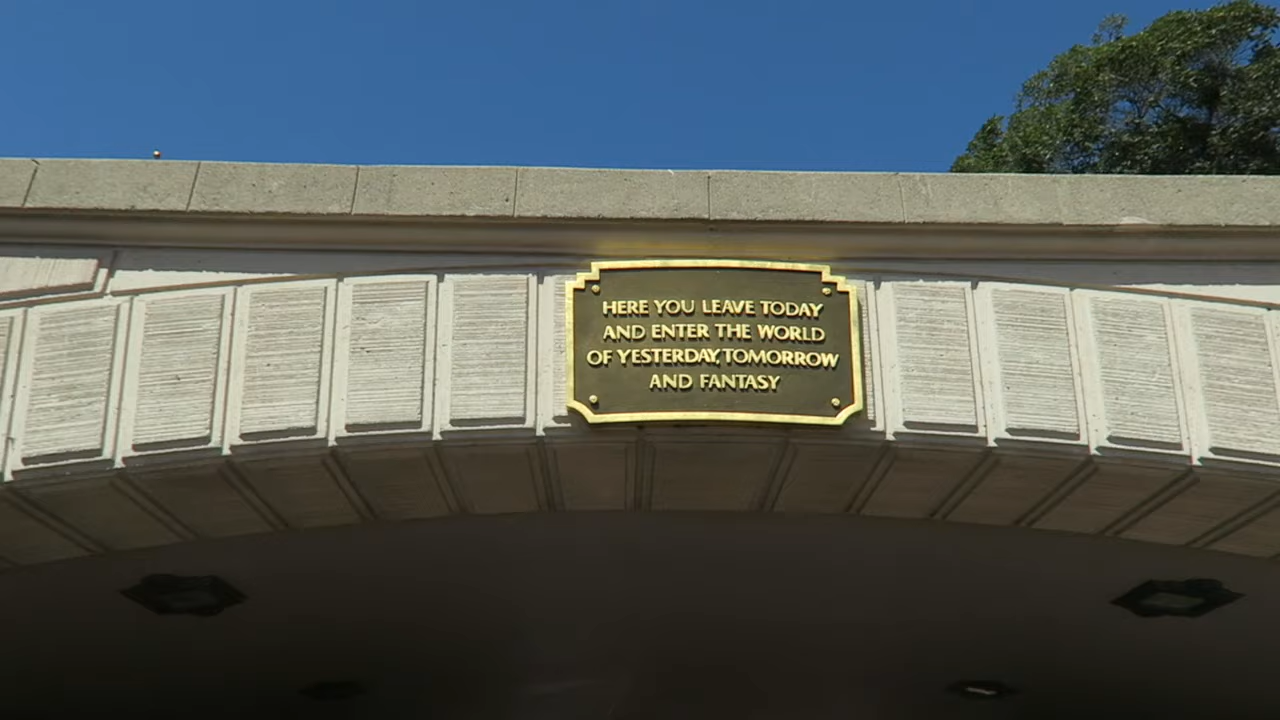 HERE YOU LEAVE TODAY
AND ENTER THE WORLD
OF YESTERDAY, TOMORROW
AND FANTASY